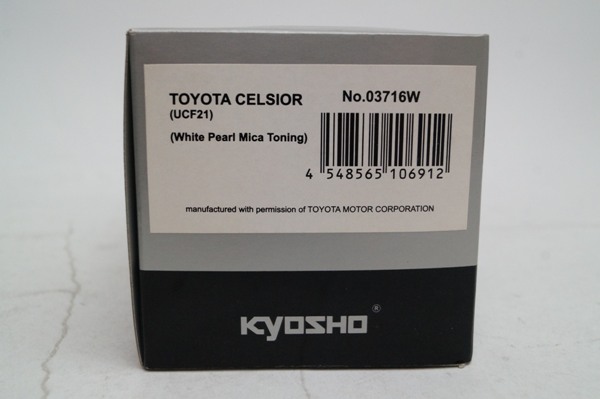 TOYOTA CELSIOR No.03716W
(UCF21)
(White Pearl Mica Toning)
4 548565 106912
manufactured with permission of TOYOTA MOTOR CORPORATION
KYOSHO®